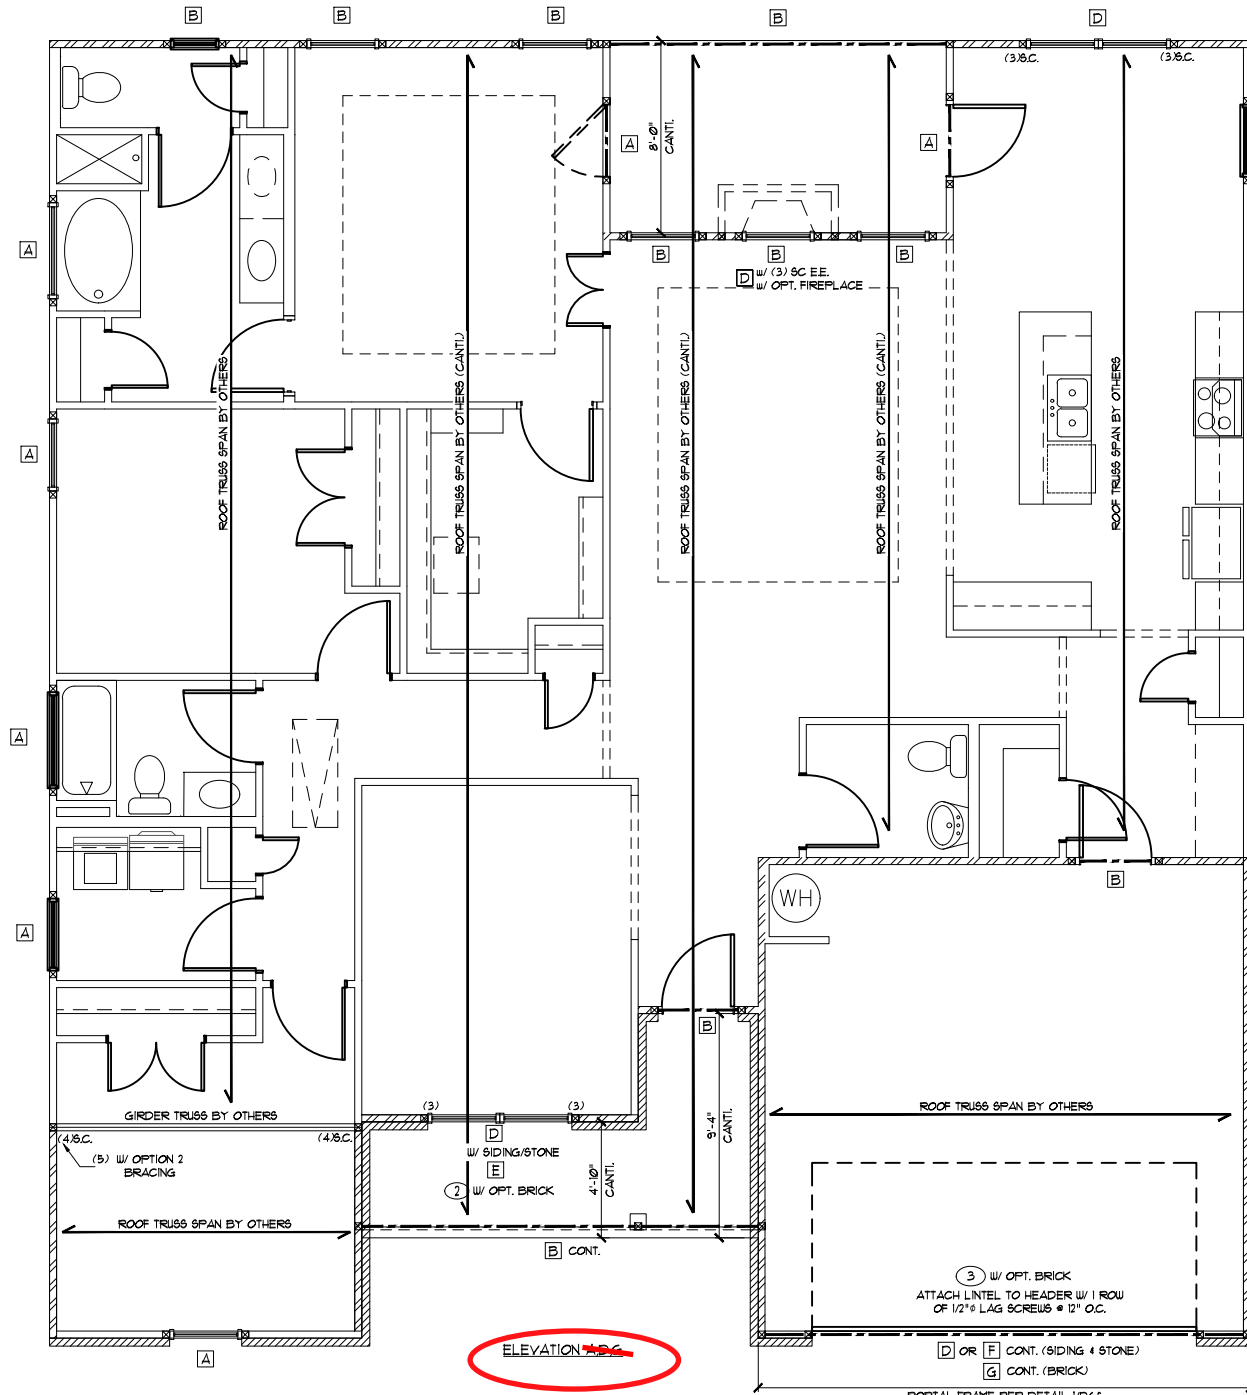 B B B B D
(3)S.C. (3)S.C.
A 8'-0" CANTI. A
A
B B B
D W/ (3) SC E.E.
W/ OPT. FIREPLACE
ROOF TRUSS SPAN BY OTHERS
ROOF TRUSS SPAN BY OTHERS (CANTI.)
ROOF TRUSS SPAN BY OTHERS (CANTI.)
ROOF TRUSS SPAN BY OTHERS (CANTI.)
ROOF TRUSS SPAN BY OTHERS
A
A
WH
B
A
B
GIRDER TRUSS BY OTHERS
(3) (3)
ROOF TRUSS SPAN BY OTHERS
(4)S.C. (4)S.C.
(5) W/ OPTION 2
BRACING
D
W/ SIDING/STONE
E
2 W/ OPT. BRICK
4'-10" CANTI.
9'-4" CANTI.
ROOF TRUSS SPAN BY OTHERS
B CONT.
3 W/ OPT. BRICK
ATTACH LINTEL TO HEADER W/ 1 ROW
OF 1/2"Ø LAG SCREWS @ 12" O.C.
A
ELEVATION
D OR F CONT. (SIDING & STONE)
G CONT. (BRICK)
PORTAL FRAME PER DETAIL